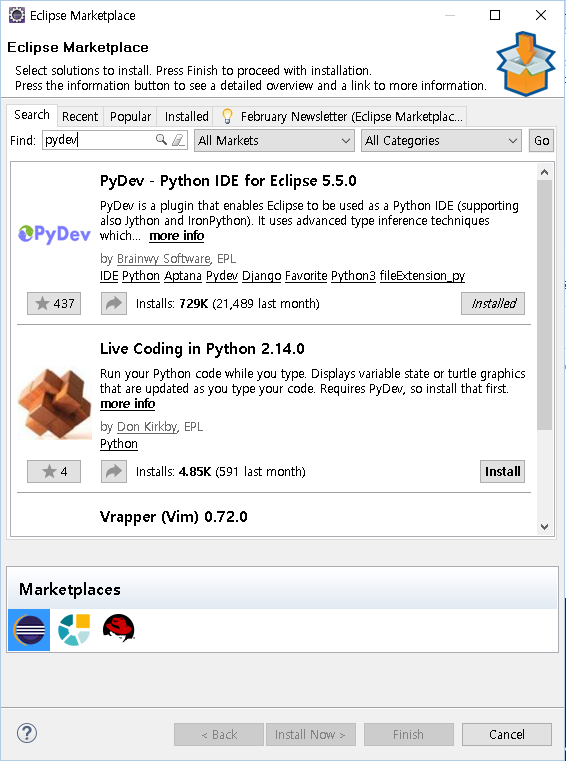 Eclipse Marketplace
Eclipse Marketplace
Select solutions to install. Press Finish to proceed with installation.
Press the information button to see a detailed overview and a link to more information.
Search Recent Popular Installed February Newsletter (Eclipse Marketplac...
Find: pydev All Markets All Categories Go
PyDev - Python IDE for Eclipse 5.5.0
PyDev is a plugin that enables Eclipse to be used as a Python IDE (supporting
also Jython and IronPython). It uses advanced type inference techniques
which... more info
PyDev
by Brainwy Software, EPL
IDE Python Aptana Pydev Django Favorite Python3 fileExtension_py
437 Installs: 729K (21,489 last month) Installed
Live Coding in Python 2.14.0
Run your Python code while you type. Displays variable state or turtle graphics
that are updated as you type your code. Requires PyDev, so install that first.
more info
by Don Kirkby, EPL
Python
4 Installs: 4.85K (591 last month) Install
Vrapper (Vim) 0.72.0
Marketplaces
? < Back Install Now > Finish Cancel